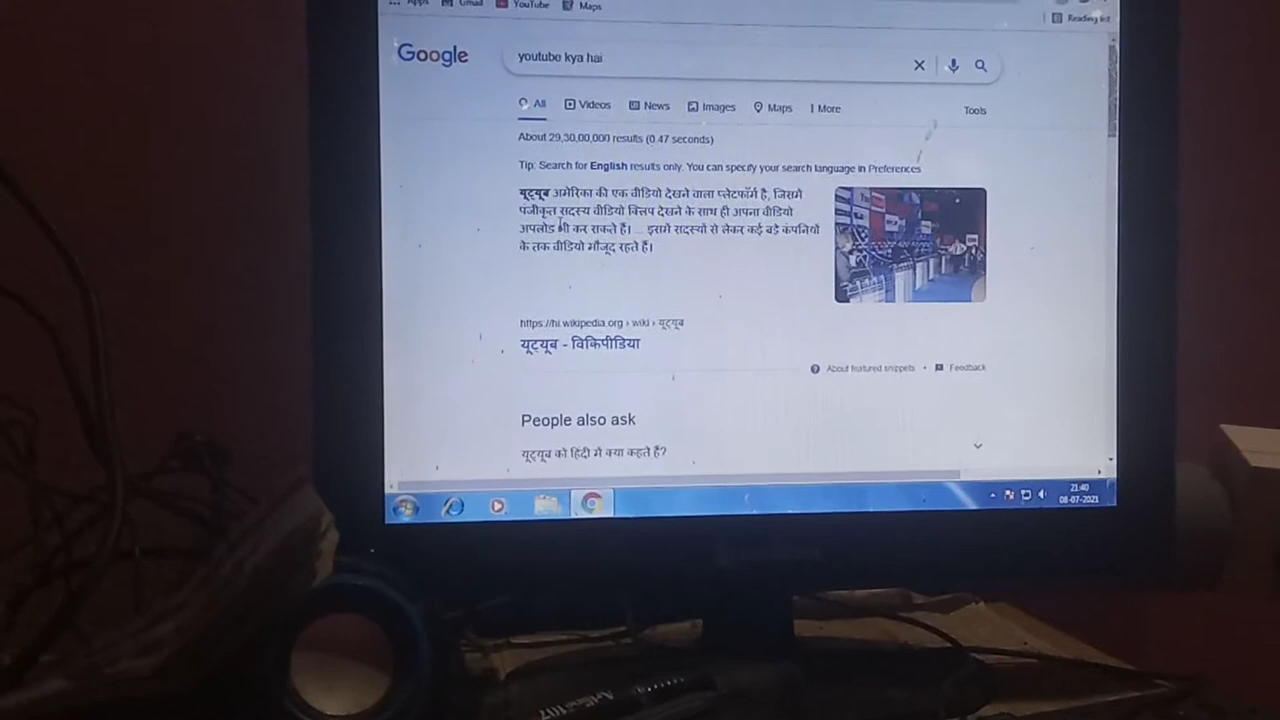 Apps Gmail YouTube Maps
Reading list
Google youtube kya hai
All Videos News Images Maps More Tools
About 29,30,00,000 results (0.47 seconds)
Tip: Search for English results only. You can specify your search language in Preferences
यूट्यूब अमेरिका की एक वीडियो देखने वाला प्लेटफॉर्म है, जिसमें
पंजीकृत सदस्य वीडियो क्लिप देखने के साथ ही अपना वीडियो
अपलोड भी कर सकते हैं। ... इसमें सदस्यों से लेकर कई बड़े कंपनियों
के तक वीडियो मौजूद रहते हैं।
https://hi.wikipedia.org › wiki › यूट्यूब
यूट्यूब - विकिपीडिया
About featured snippets • Feedback
People also ask
यूट्यूब को हिंदी में क्या कहते हैं?
21:40
08-07-2021